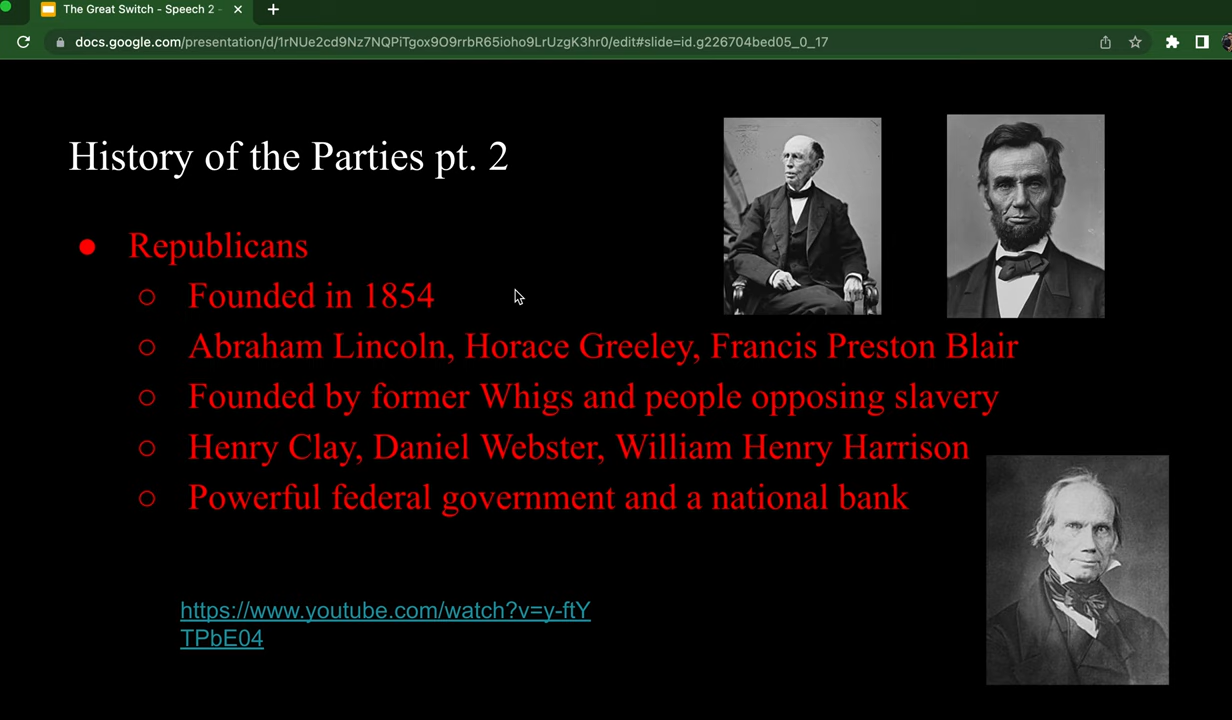 The Great Switch - Speech 2 -
docs.google.com/presentation/d/1rNUe2cd9Nz7NQPiTgox9O9rrbR65ioho9LrUzgK3hr0/edit#slide=id.g226704bed05_0_17
History of the Parties pt. 2
Republicans
Founded in 1854
Abraham Lincoln, Horace Greeley, Francis Preston Blair
Founded by former Whigs and people opposing slavery
Henry Clay, Daniel Webster, William Henry Harrison
Powerful federal government and a national bank
https://www.youtube.com/watch?v=y-ftY
TPbE04